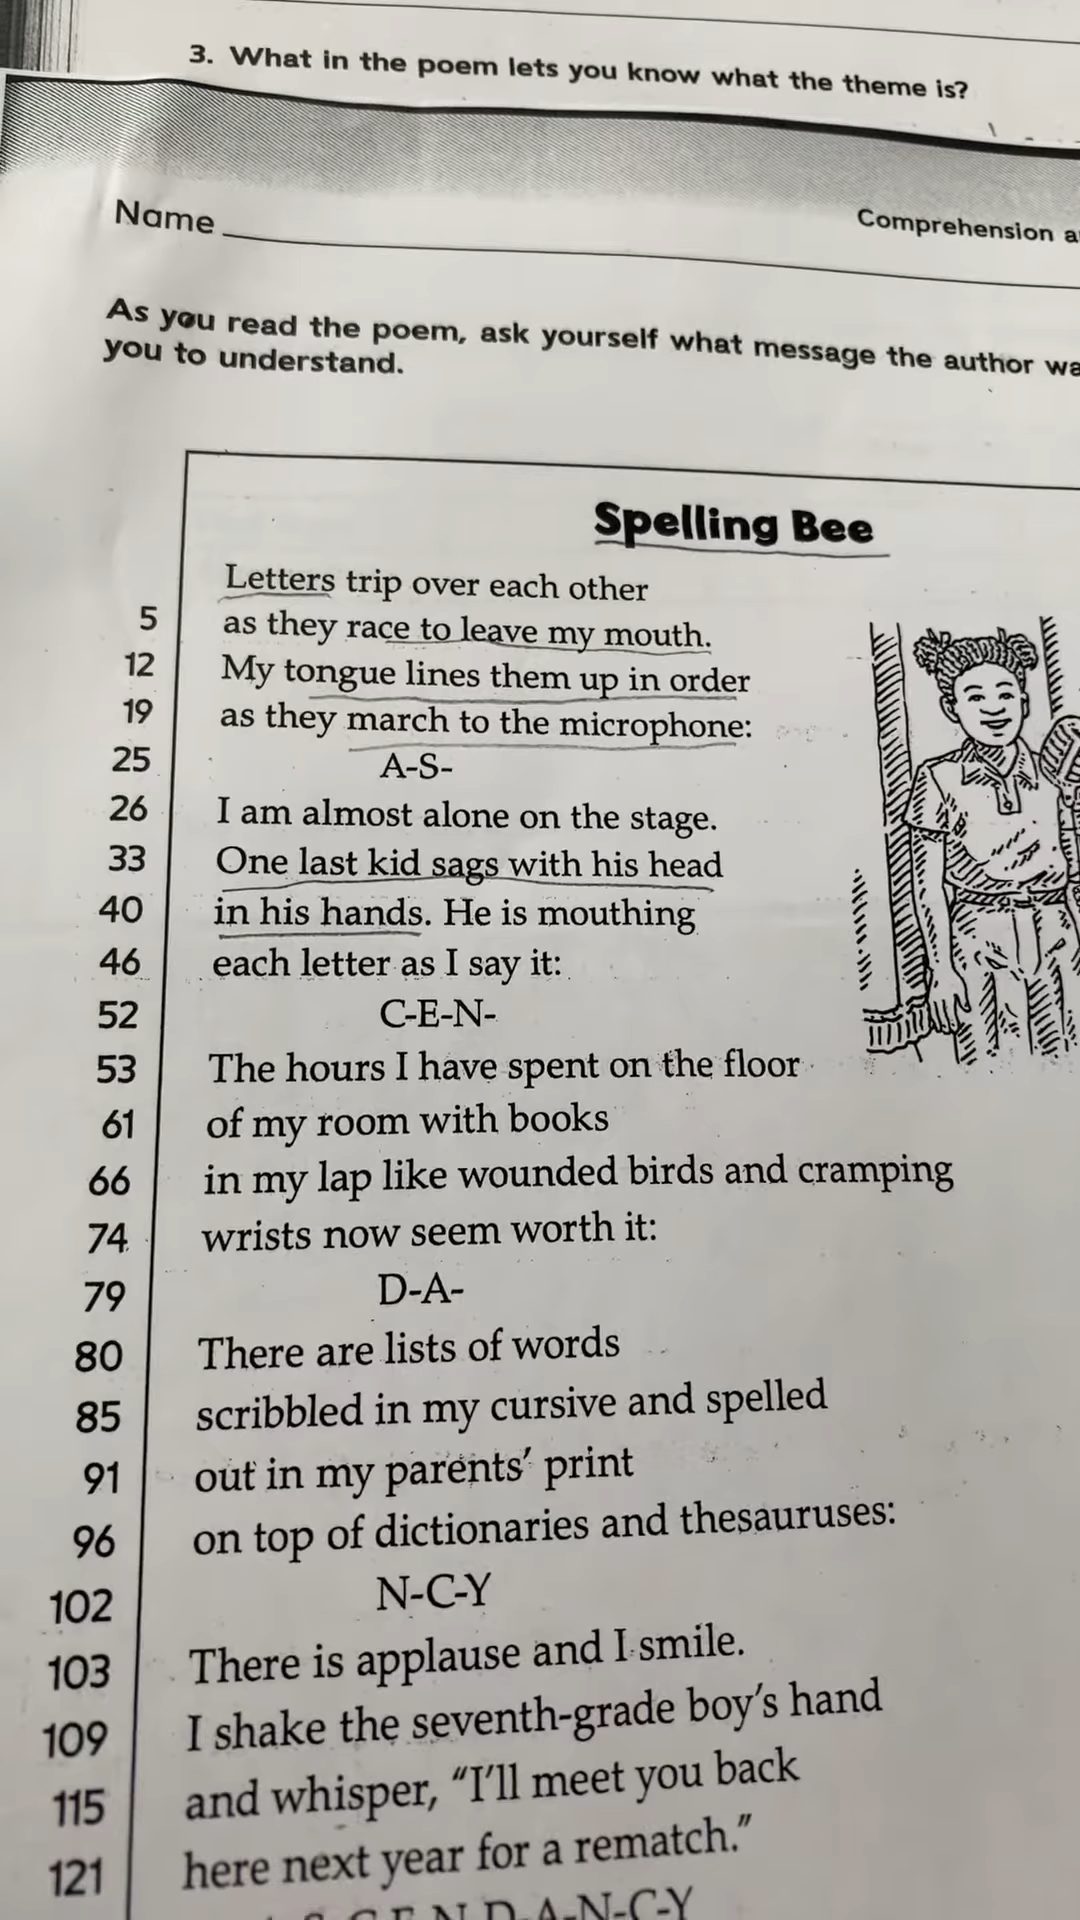 3. What in the poem lets you know what the theme is?
Name
Comprehension
As you read the poem, ask yourself what message the author
you to understand.
Spelling Bee
Letters trip over each other
5 as they race to leave my mouth.
12 My tongue lines them up in order
19 as they march to the microphone:
25 A-S-
26 I am almost alone on the stage.
33 One last kid sags with his head
40 in his hands. He is mouthing
46 each letter as I say it:
52 C-E-N-
53 The hours I have spent on the floor
61 of my room with books
66 in my lap like wounded birds and cramping
74 wrists now seem worth it:
79 D-A-
80 There are lists of words
85 scribbled in my cursive and spelled
91 out in my parents' print
96 on top of dictionaries and thesauruses:
102 N-C-Y
103 There is applause and I smile.
109 I shake the seventh-grade boy's hand
115 and whisper, "I'll meet you back
121 here next year for a rematch."
D-A-N-C-Y